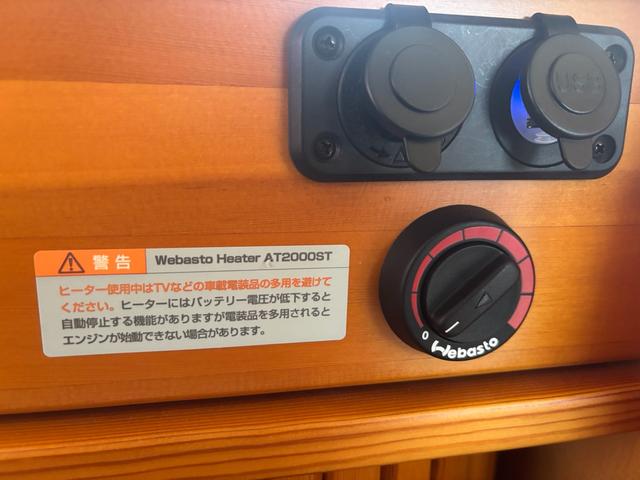 USB
警告 Webasto Heater AT2000ST
ヒーター使用中はTVなどの車載電装品の多用を避けて
ください。ヒーターにはバッテリー電圧が低下すると
自動停止する機能がありますが電装品を多用されると
エンジンが始動できない場合があります。
0
Webasto